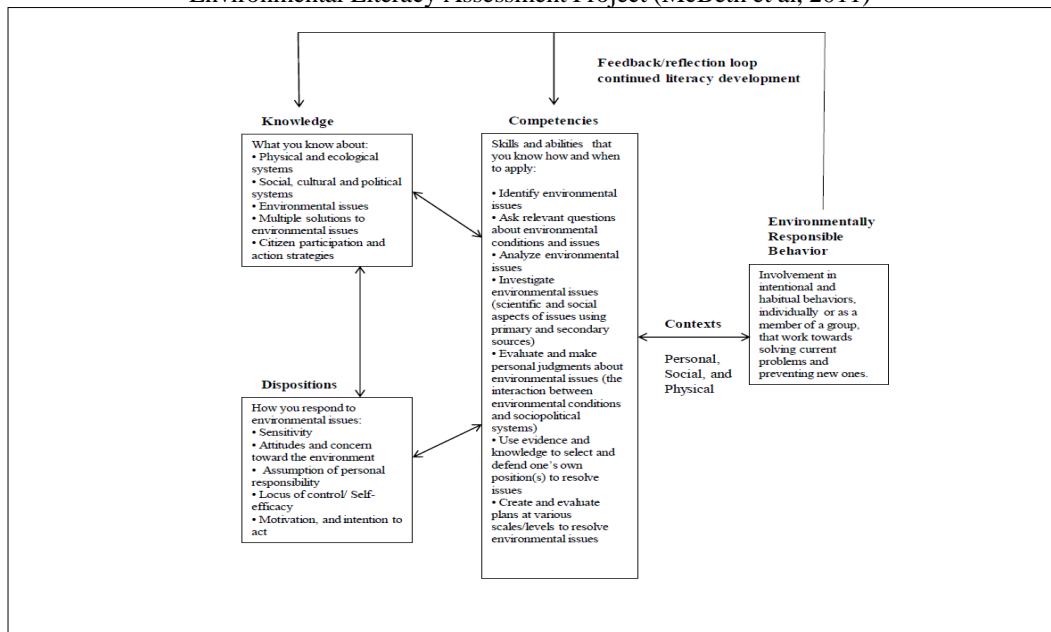 Environmental Literacy Assessment Project (McBeth et al, 2011)
Feedback/reflection loop
continued literacy development
Knowledge
What you know about:
• Physical and ecological
systems
• Social, cultural and political
systems
• Environmental issues
• Multiple solutions to
environmental issues
• Citizen participation and
action strategies
Dispositions
How you respond to
environmental issues:
• Sensitivity
• Attitudes and concern
toward the environment
• Assumption of personal
responsibility
• Locus of control/ Self-
efficacy
• Motivation, and intention to
act
Competencies
Skills and abilities that
you know how and when
to apply:
• Identify environmental
issues
• Ask relevant questions
about environmental
conditions and issues
• Analyze environmental
issues
• Investigate
environmental issues
(scientific and social
aspects of issues using
primary and secondary
sources)
• Evaluate and make
personal judgments about
environmental issues (the
interaction between
environmental conditions
and sociopolitical
systems)
• Use evidence and
knowledge to select and
defend one's own
position(s) to resolve
issues
• Create and evaluate
plans at various
scales/levels to resolve
environmental issues
Contexts
Personal,
Social, and
Physical
Environmentally
Responsible
Behavior
Involvement in
intentional and
habitual behaviors,
individually or as a
member of a group,
that work towards
solving current
problems and
preventing new ones.